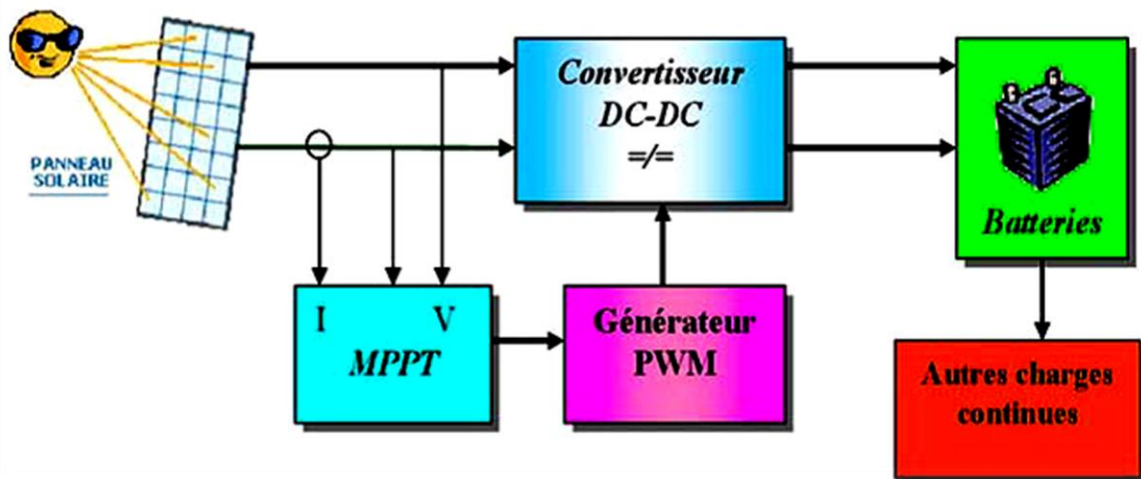 PANNEAU
SOLAIRE
Convertisseur
DC-DC
=/=
Batteries
I V
MPPT
Générateur
PWM
Autres charges
continues